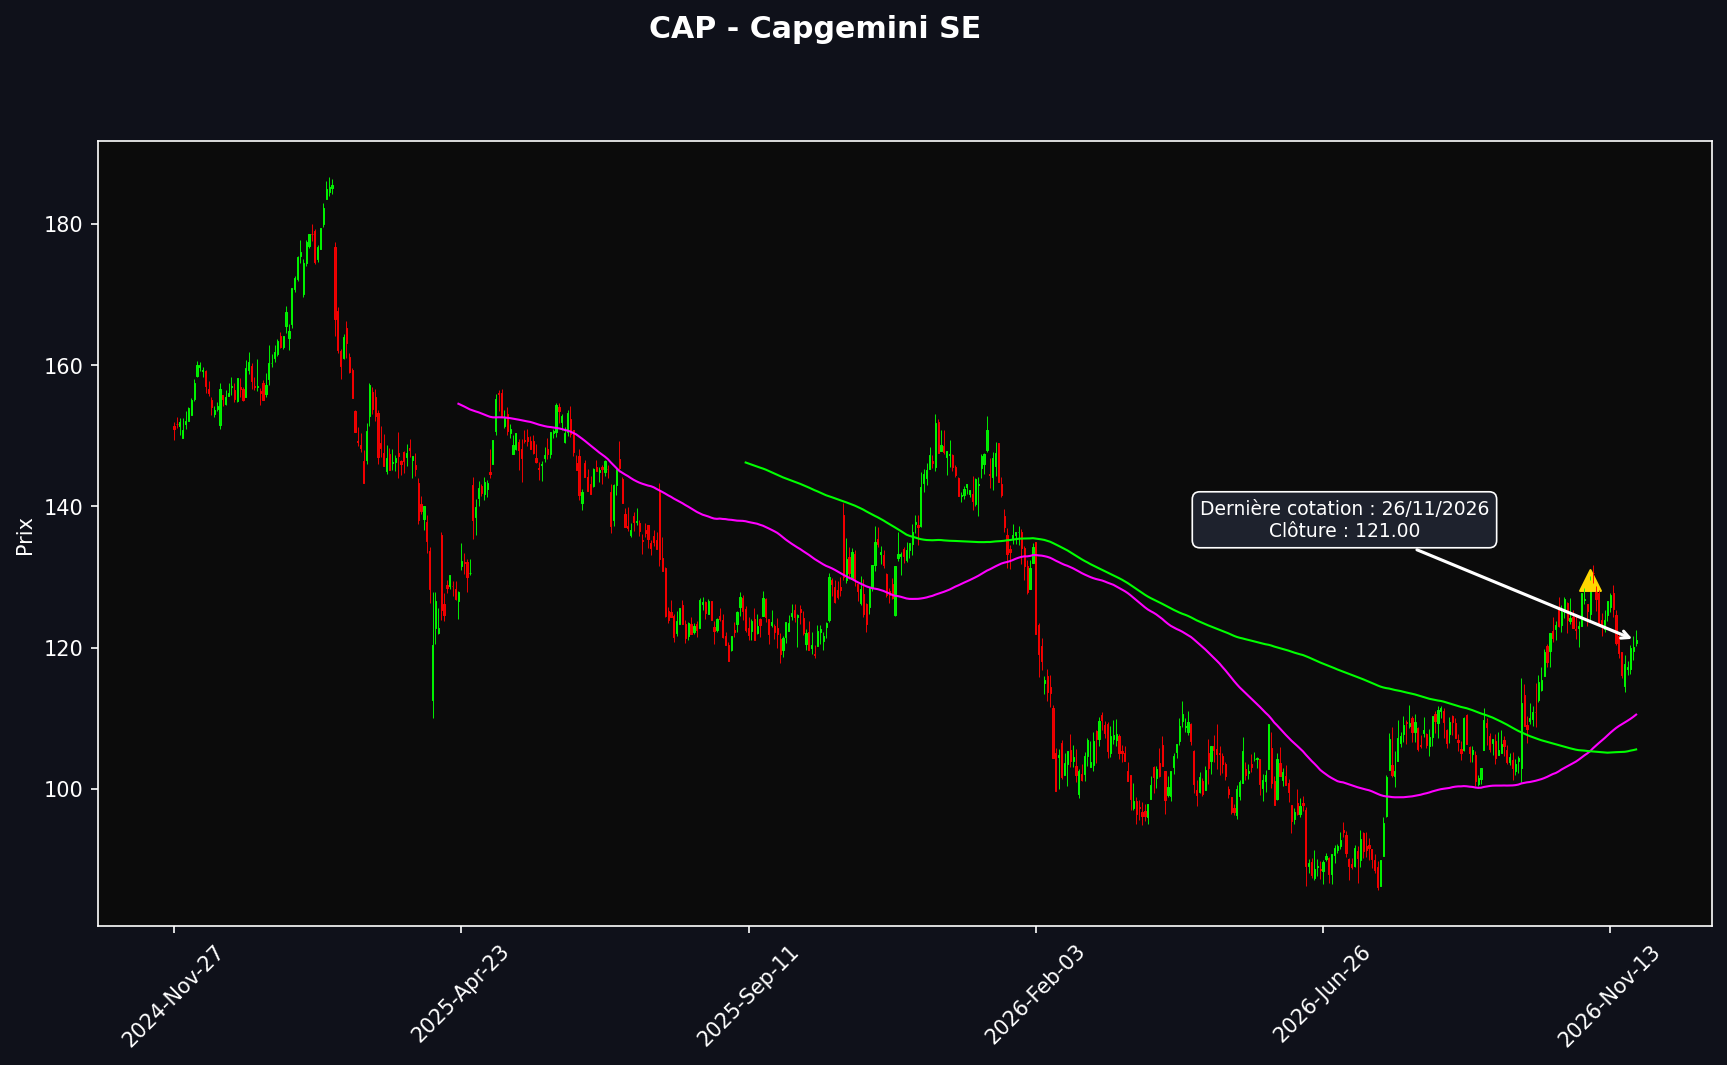 CAP - Capgemini SE
Prix
180
160
140
120
100
Dernière cotation : 26/11/2026
Clôture : 121.00
2024-Nov-27
2025-Apr-23
2025-Sep-11
2026-Feb-03
2026-Jun-26
2026-Nov-13